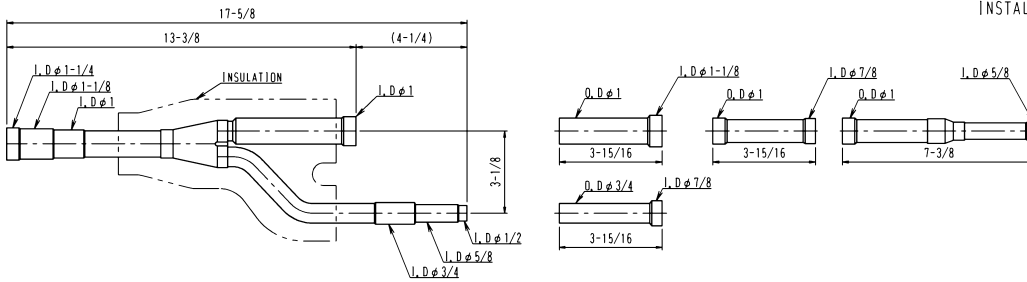 17-5/8
INSTAL
13-3/8
(4-1/4)
I.Dφ1-1/4
I.Dφ1-1/8
I.Dφ1
INSULATION
I.Dφ1
3-1/8
I.Dφ1/2
I.Dφ5/8
I.Dφ3/4
O.Dφ1
I.Dφ1-1/8
3-15/16
O.Dφ1
I.Dφ7/8
3-15/16
O.Dφ1
I.Dφ5/8
7-3/8
O.Dφ3/4
I.Dφ7/8
3-15/16